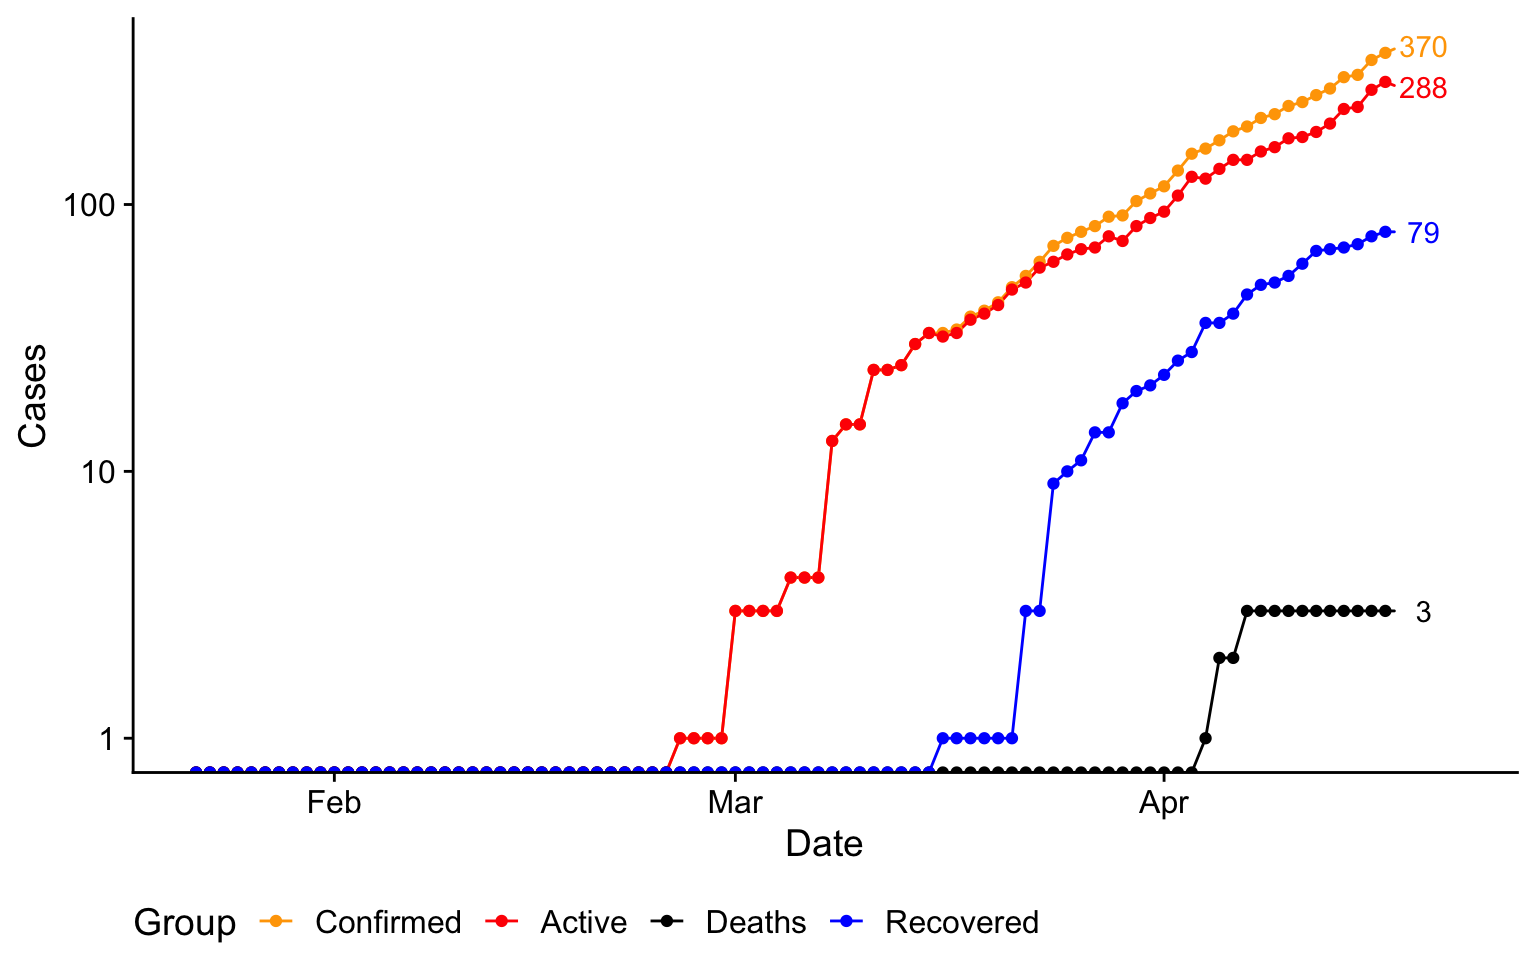 370
288
100
79
Cases
10
3
1
Feb Mar Apr
Date
Group Confirmed Active Deaths Recovered